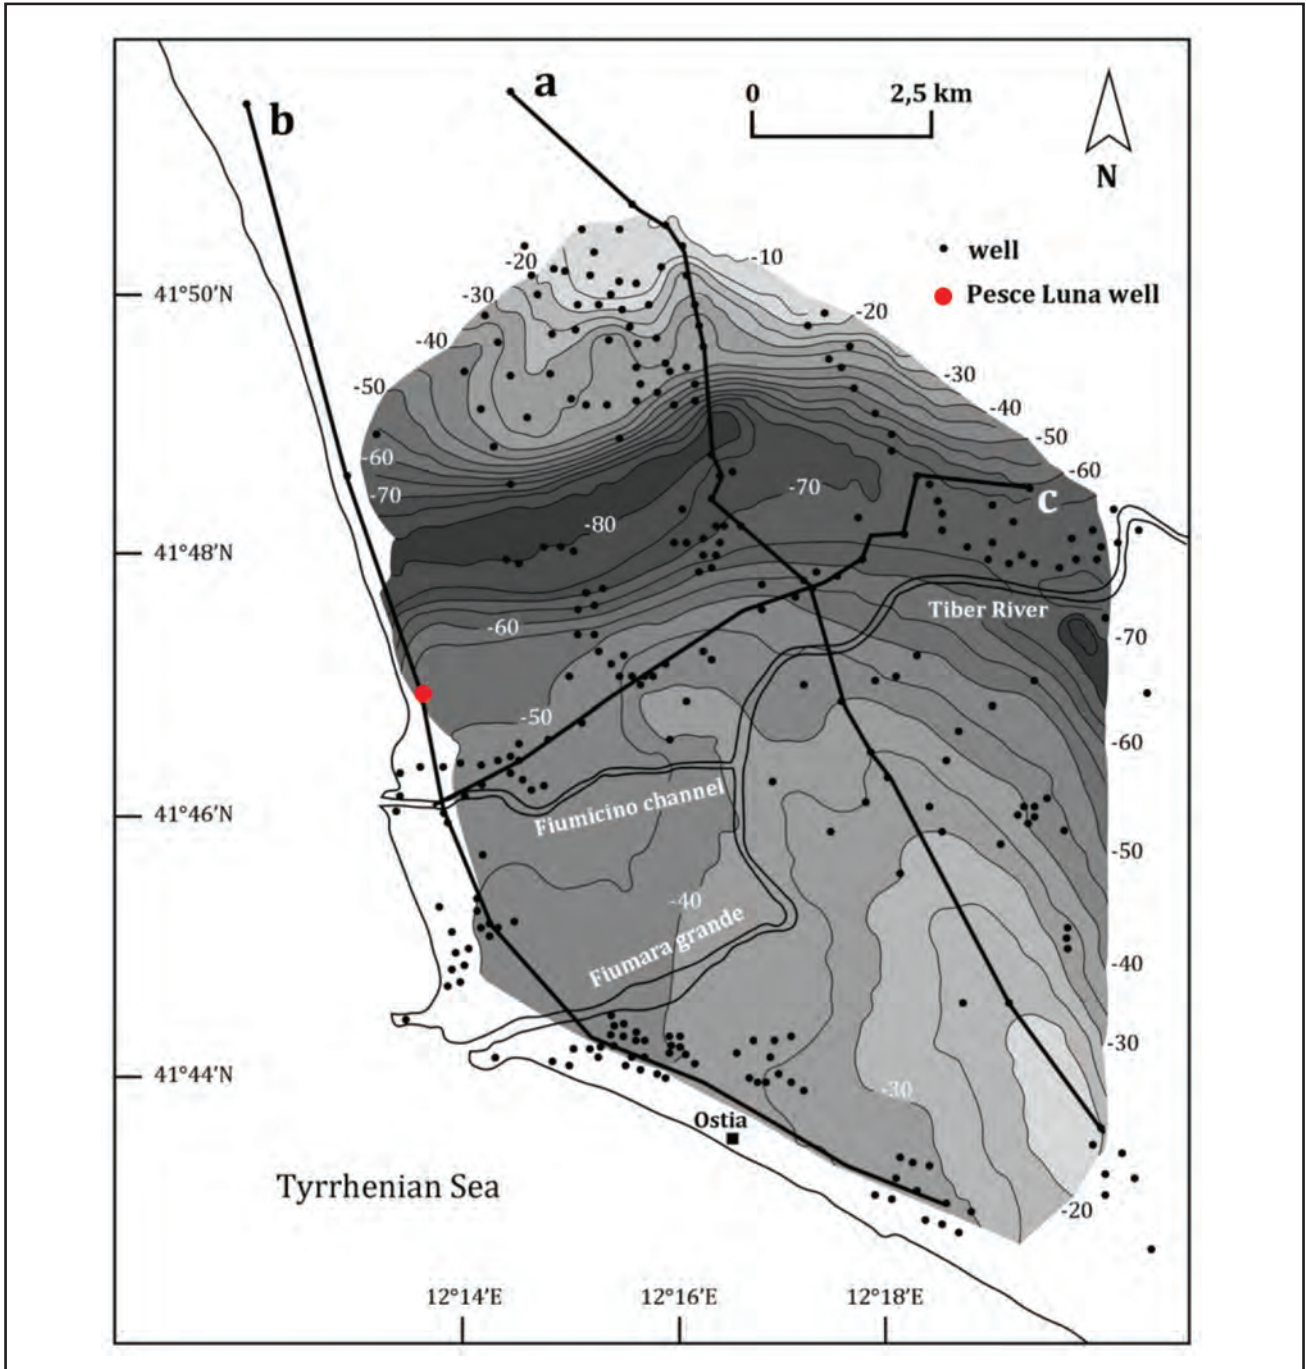 a
b
0 2,5 km
N
well
Pesce Luna well
-10
-20
-20
-30
-30
-40
-40
-50
-50
-60
-60
-70
-70
-80
c
41°50′N
41°48′N
41°46′N
41°44′N
Tiber River
-60
-70
-50
-60
Fiumicino channel
-50
-40
Fiumara grande
-40
-30
-30
Ostia
Tyrrhenian Sea
-20
12°14′E 12°16′E 12°18′E